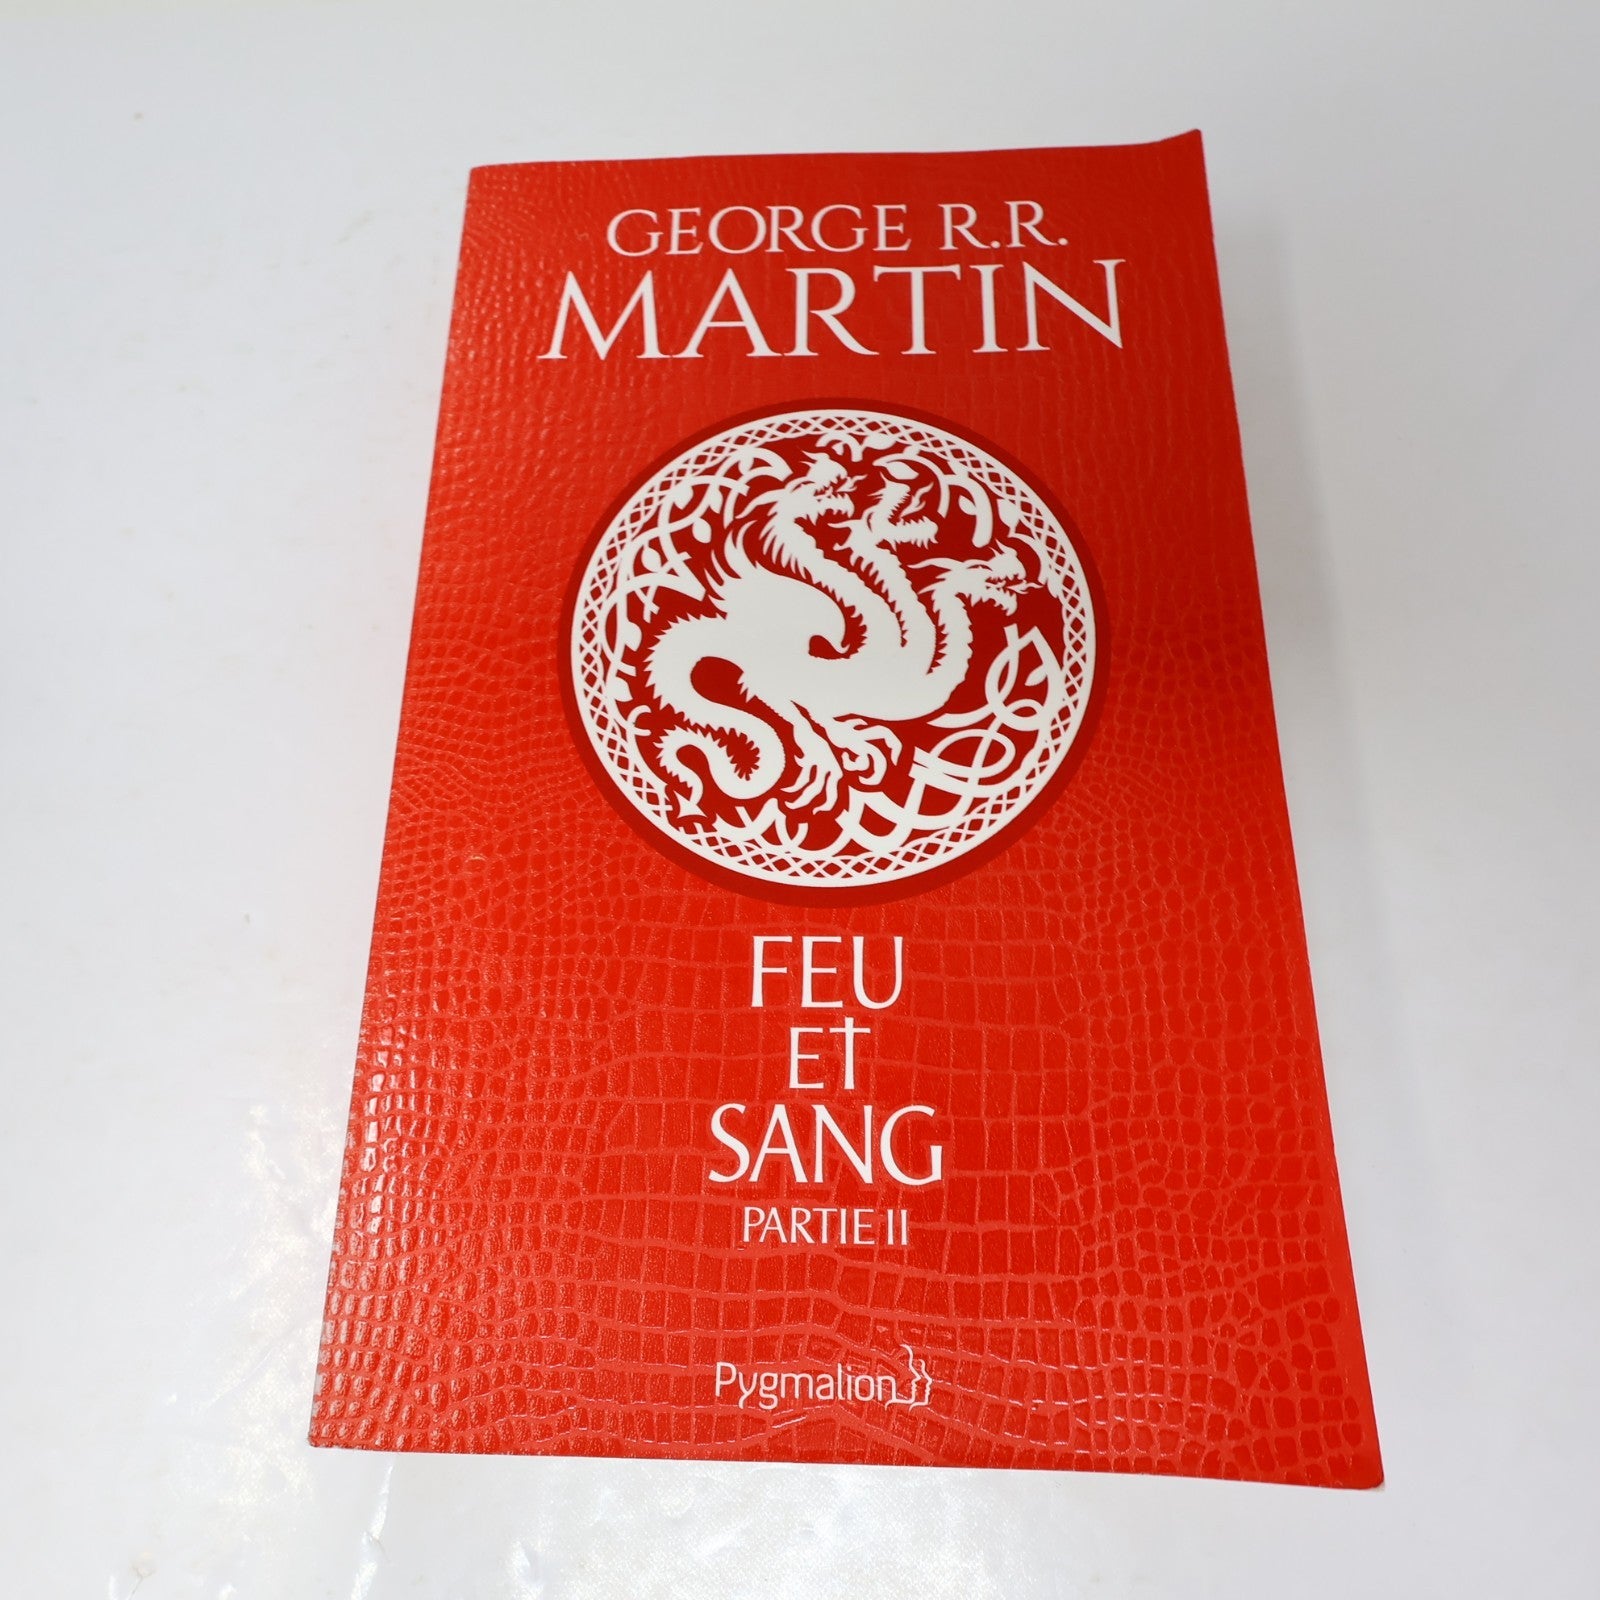 GEORGE R.R.
MARTIN
FEU
ET
SANG
PARTIE II
Pygmalion